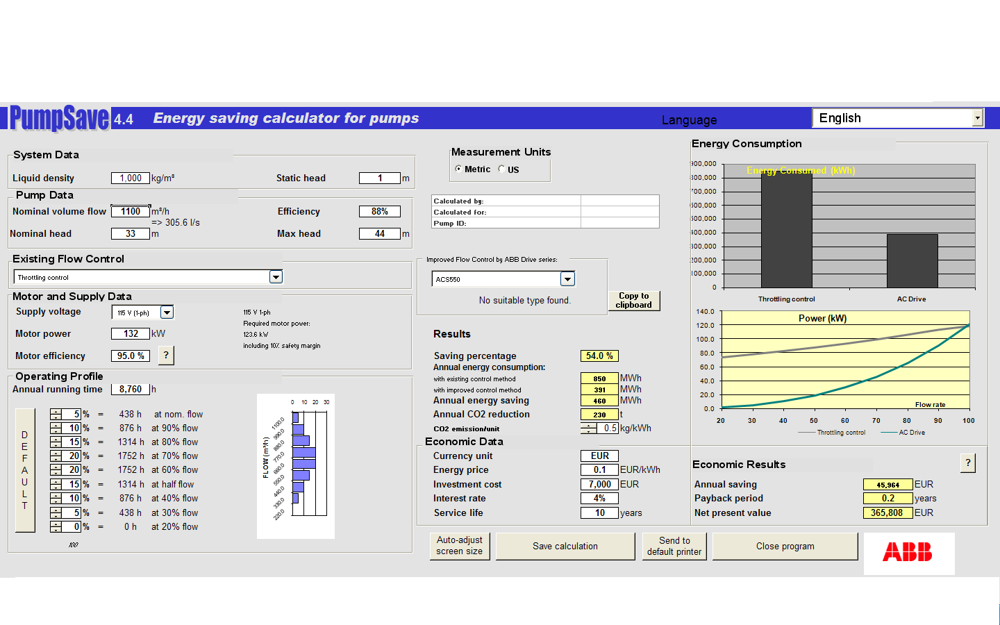 PumpSave 4.4 Energy saving calculator for pumps
Language English
System Data
Liquid density 1,000 kg/m³ Static head 1 m
Pump Data
Nominal volume flow 1100 m³/h Efficiency 88%
=> 305.6 l/s
Nominal head 33 m Max head 44 m
Existing Flow Control
Throttling control
Motor and Supply Data
Supply voltage 115 V (1-ph) 115 V 1-ph
Required motor power:
Motor power 132 kW 123.6 kW
including 10% safety margin
Motor efficiency 95.0 % ?
Operating Profile
Annual running time 8,760 h
DEFAULT
5 % = 438 h at nom. flow
10 % = 876 h at 90% flow
15 % = 1314 h at 80% flow
20 % = 1752 h at 70% flow
20 % = 1752 h at 60% flow
15 % = 1314 h at half flow
10 % = 876 h at 40% flow
5 % = 438 h at 30% flow
0 % = 0 h at 20% flow
100
0 10 20 30
FLOW (m³/h)
1100.0
990.0
880.0
770.0
660.0
550.0
440.0
330.0
220.0
Measurement Units
Metric US
Calculated by:
Calculated for:
Pump ID:
Improved Flow Control by ABB Drive series:
ACS550
No suitable type found.
Copy to
clipboard
Results
Saving percentage 54.0 %
Annual energy consumption:
with existing control method 850 MWh
with improved control method 391 MWh
Annual energy saving 460 MWh
Annual CO2 reduction 230 t
CO2 emission/unit 0.5 kg/kWh
Economic Data
Currency unit EUR
Energy price 0.1 EUR/kWh
Investment cost 7,000 EUR
Interest rate 4%
Service life 10 years
Energy Consumption
Energy Consumed (kWh)
900,000
800,000
700,000
600,000
500,000
400,000
300,000
200,000
100,000
0
Throttling control AC Drive
Power (kW)
140.0
120.0
100.0
80.0
60.0
40.0
20.0
0.0
Flow rate
20 30 40 50 60 70 80 90 100
Throttling control AC Drive
Economic Results ?
Annual saving 45,964 EUR
Payback period 0.2 years
Net present value 365,808 EUR
Auto-adjust
screen size
Save calculation
Send to
default printer
Close program
ABB